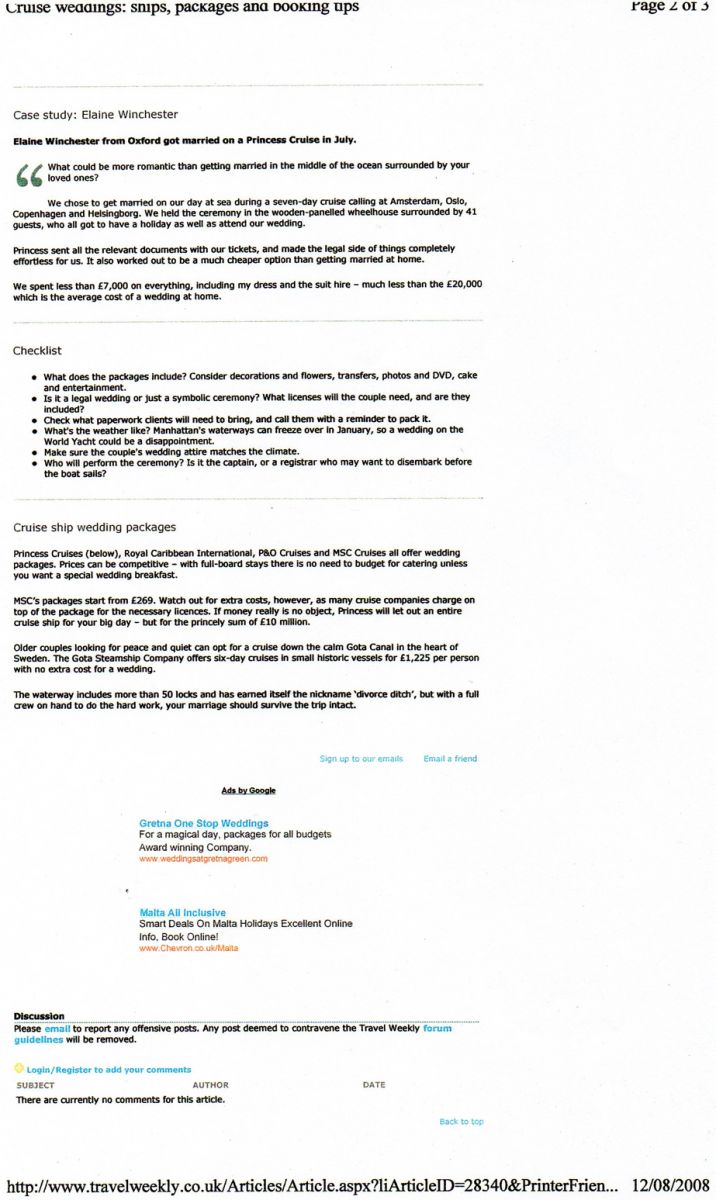 Cruise weddings: snips, packages and booking tips
Page 2 of 3
Case study: Elaine Winchester
Elaine Winchester from Oxford got married on a Princess Cruise in July.
“ What could be more romantic than getting married in the middle of the ocean surrounded by your
loved ones?
We chose to get married on our day at sea during a seven-day cruise calling at Amsterdam, Oslo,
Copenhagen and Helsingborg. We held the ceremony in the wooden-panelled wheelhouse surrounded by 41
guests, who all got to have a holiday as well as attend our wedding.
Princess sent all the relevant documents with our tickets, and made the legal side of things completely
effortless for us. It also worked out to be a much cheaper option than getting married at home.
We spent less than £7,000 on everything, including my dress and the suit hire – much less than the £20,000
which is the average cost of a wedding at home.
Checklist
• What does the packages include? Consider decorations and flowers, transfers, photos and DVD, cake
and entertainment.
• Is it a legal wedding or just a symbolic ceremony? What licenses will the couple need, and are they
included?
• Check what paperwork clients will need to bring, and call them with a reminder to pack it.
• What's the weather like? Manhattan's waterways can freeze over in January, so a wedding on the
World Yacht could be a disappointment.
• Make sure the couple's wedding attire matches the climate.
• Who will perform the ceremony? Is it the captain, or a registrar who may want to disembark before
the boat sails?
Cruise ship wedding packages
Princess Cruises (below), Royal Caribbean International, P&O Cruises and MSC Cruises all offer wedding
packages. Prices can be competitive – with full-board stays there is no need to budget for catering unless
you want a special wedding breakfast.
MSC's packages start from £269. Watch out for extra costs, however, as many cruise companies charge on
top of the package for the necessary licences. If money really is no object, Princess will let out an entire
cruise ship for your big day – but for the princely sum of £10 million.
Older couples looking for peace and quiet can opt for a cruise down the calm Gota Canal in the heart of
Sweden. The Gota Steamship Company offers six-day cruises in small historic vessels for £1,225 per person
with no extra cost for a wedding.
The waterway includes more than 50 locks and has earned itself the nickname ‘divorce ditch’, but with a full
crew on hand to do the hard work, your marriage should survive the trip intact.
Sign up to our emails Email a friend
Ads by Google
Gretna One Stop Weddings
For a magical day, packages for all budgets
Award winning Company.
www.weddingsatgretnagreen.com
Malta All Inclusive
Smart Deals On Malta Holidays Excellent Online
Info, Book Online!
www.Chevron.co.uk/Malta
Discussion
Please email to report any offensive posts. Any post deemed to contravene the Travel Weekly forum
guidelines will be removed.
Login/Register to add your comments
SUBJECT AUTHOR DATE
There are currently no comments for this article.
Back to top
http://www.travelweekly.co.uk/Articles/Article.aspx?liArticleID=28340&PrinterFrien... 12/08/2008